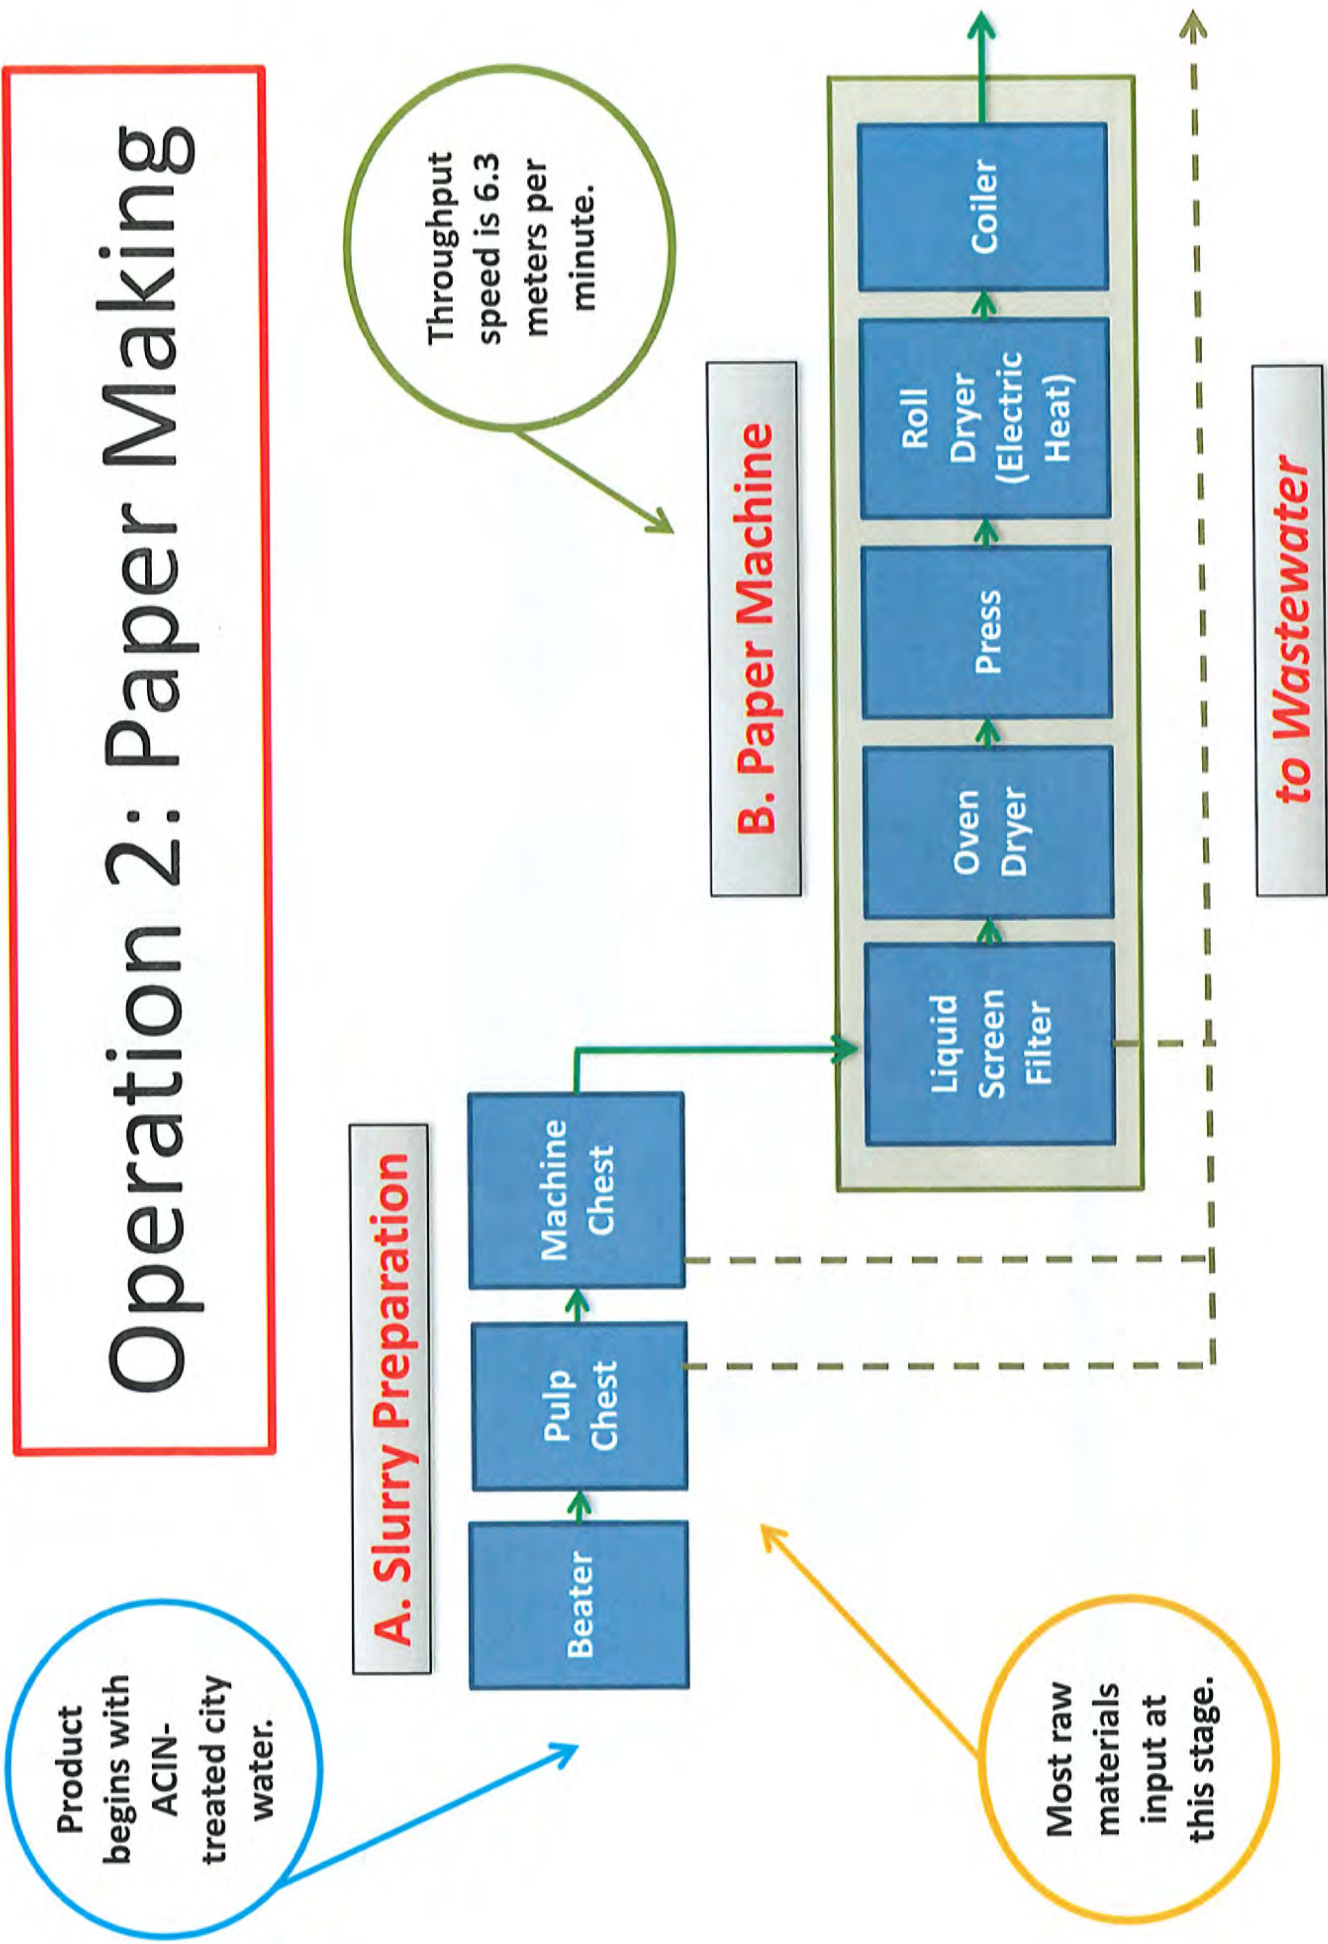 Operation 2: Paper Making
Product
begins with
ACIN-
treated city
water.
A. Slurry Preparation
Beater
Pulp
Chest
Machine
Chest
Most raw
materials
input at
this stage.
Throughput
speed is 6.3
meters per
minute.
B. Paper Machine
Liquid
Screen
Filter
Oven
Dryer
Press
Roll
Dryer
(Electric
Heat)
Coiler
to Wastewater